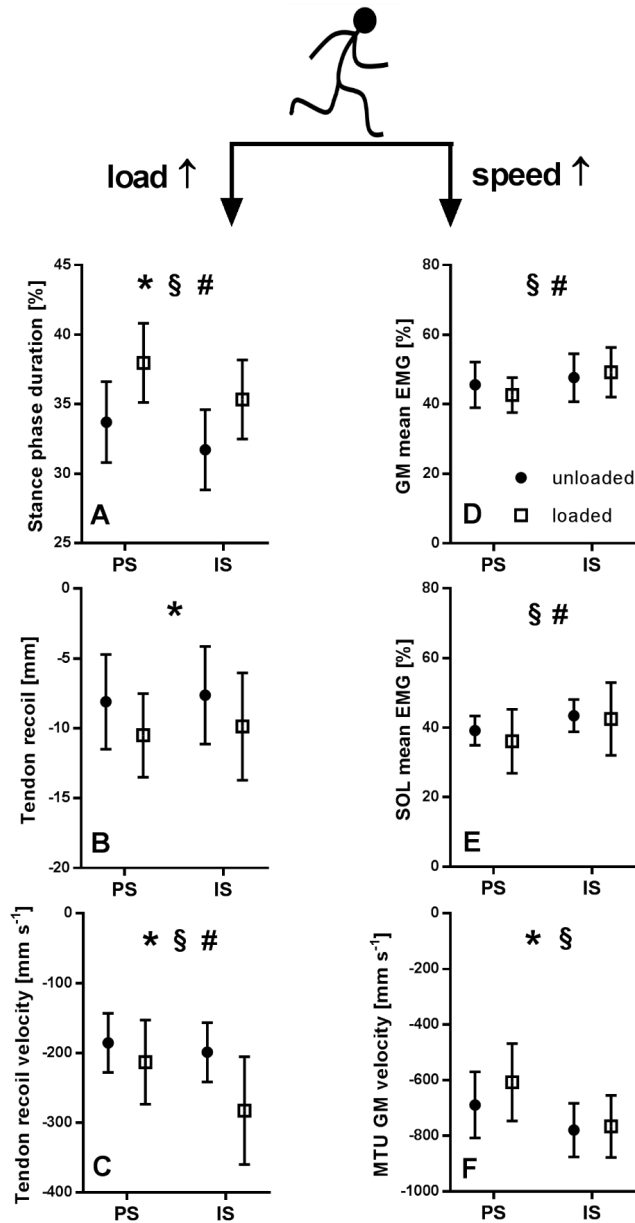 load ↑
speed ↑
Stance phase duration [%]
45
40
35
30
25
* § #
A
PS IS
GM mean EMG [%]
80
60
40
20
0
§ #
unloaded
loaded
D
PS IS
Tendon recoil [mm]
0
-5
-10
-15
-20
*
B
PS IS
SOL mean EMG [%]
80
60
40
20
0
§ #
E
PS IS
Tendon recoil velocity [mm s-1]
0
-100
-200
-300
-400
* § #
C
PS IS
MTU GM velocity [mm s-1]
0
-200
-400
-600
-800
-1000
* §
F
PS IS